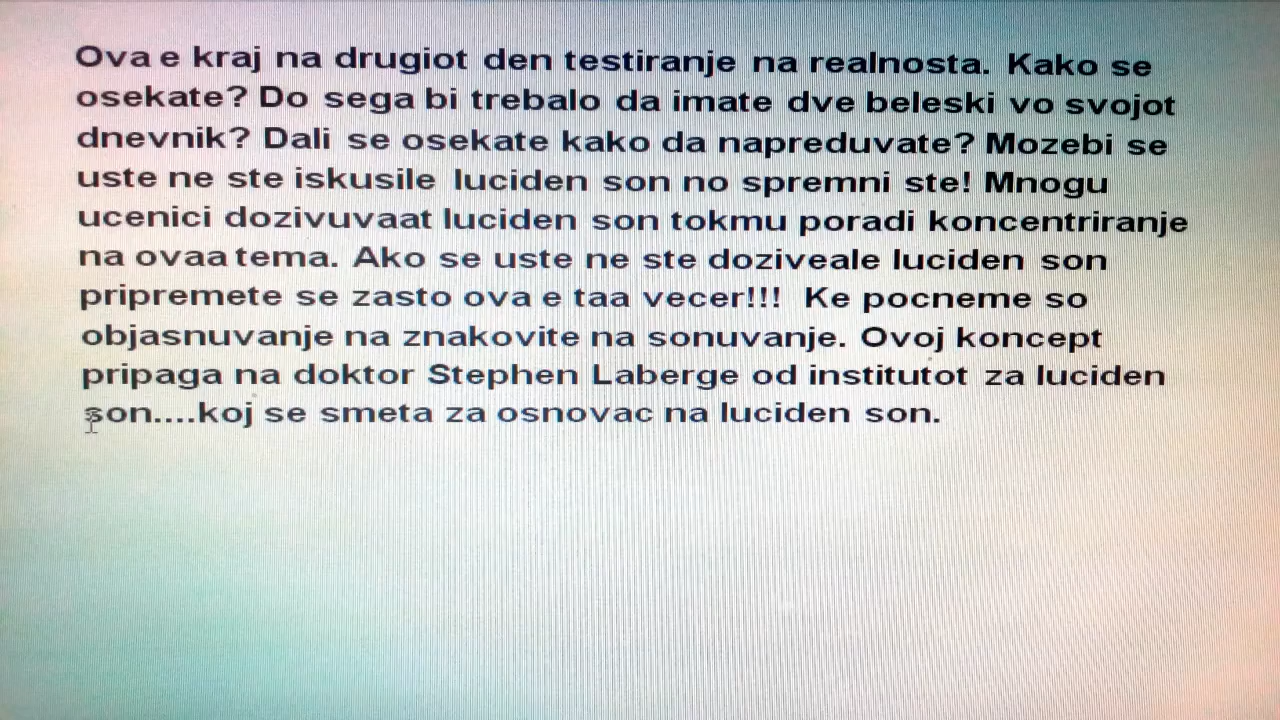 Ova e kraj na drugiot den testiranje na realnosta. Kako se
osekate? Do sega bi trebalo da imate dve beleski vo svojot
dnevnik? Dali se osekate kako da napreduvate? Mozebi se
uste ne ste iskusile luciden son no spremni ste! Mnogu
ucenici dozivuvaat luciden son tokmu poradi koncentriranje
na ovaa tema. Ako se uste ne ste doziveale luciden son
pripremete se zasto ova e taa vecer!!! Ke pocneme so
objasnuvanje na znakovite na sonuvanje. Ovoj koncept
pripaga na doktor Stephen Laberge od institutot za luciden
son....koj se smeta za osnovac na luciden son.